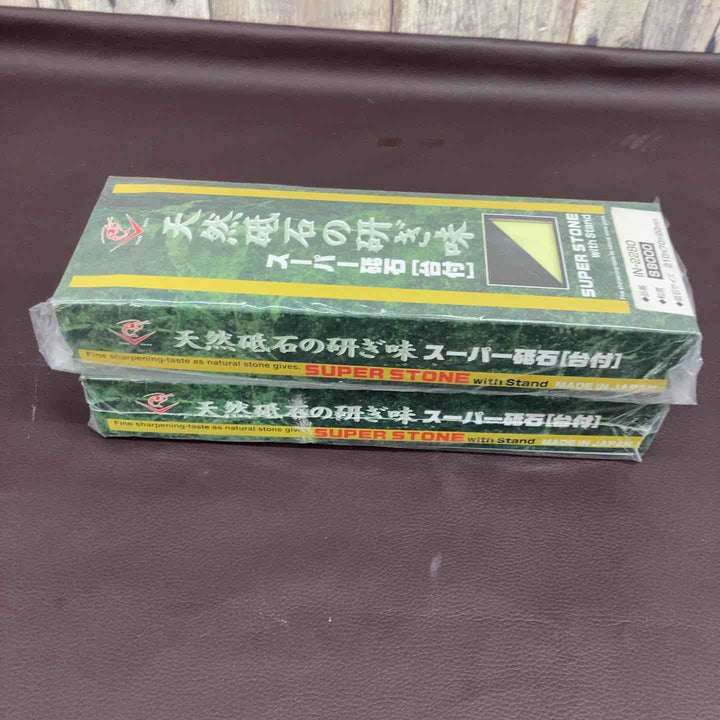 天然砥石の研ぎ味
スーパー砥石[台付]
SUPER STONE
with Stand
IN-2280
S8000
天然砥石の研ぎ味 スーパー砥石[台付]
Fine sharpening-taste as natural stone gives. SUPER STONE with Stand MADE IN JAPAN
天然砥石の研ぎ味 スーパー砥石[台付]
Fine sharpening-taste as natural stone gives. SUPER STONE with Stand MADE IN JAPAN